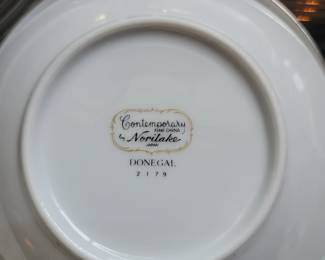 Contemporary
FINE CHINA
by Noritake
JAPAN
DONEGAL
2179